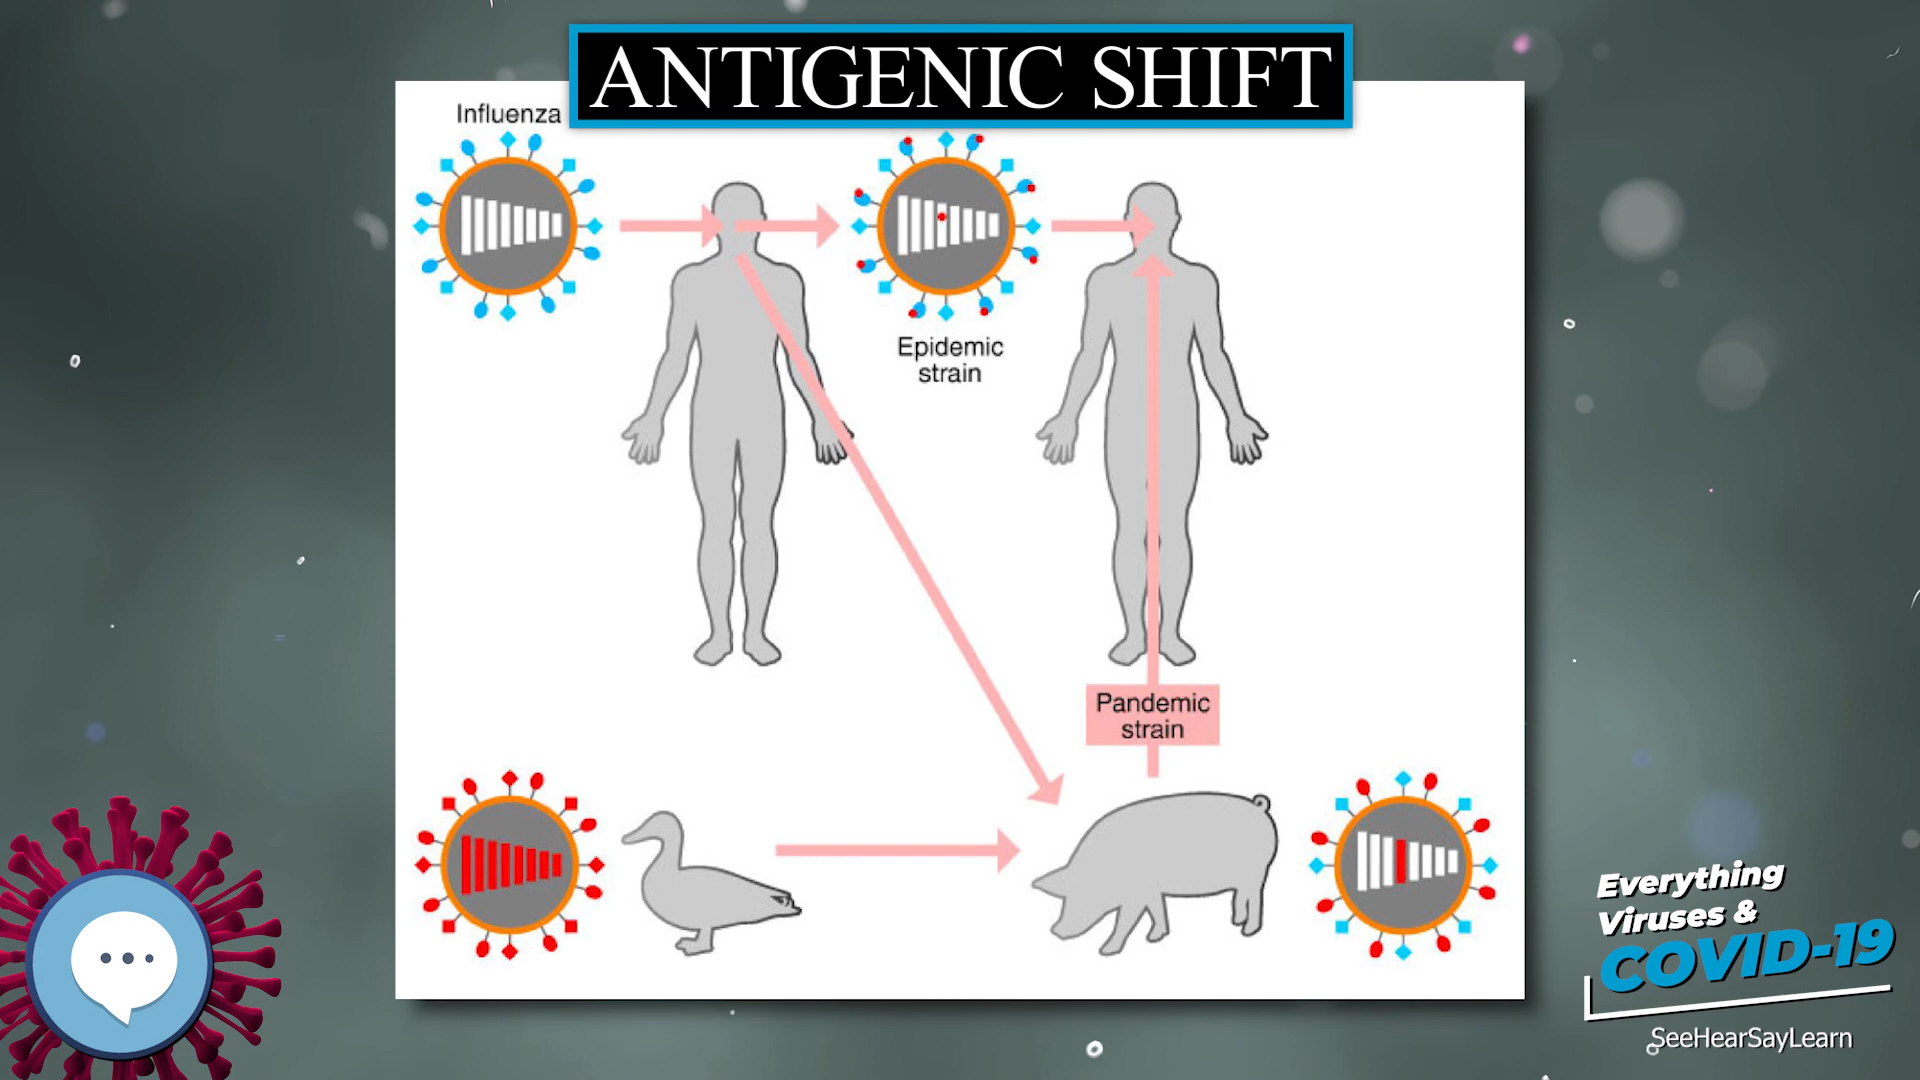 ANTIGENIC SHIFT
Influenza
Epidemic
strain
Pandemic
strain
Everything
Viruses &
COVID-19
SeeHearSayLearn